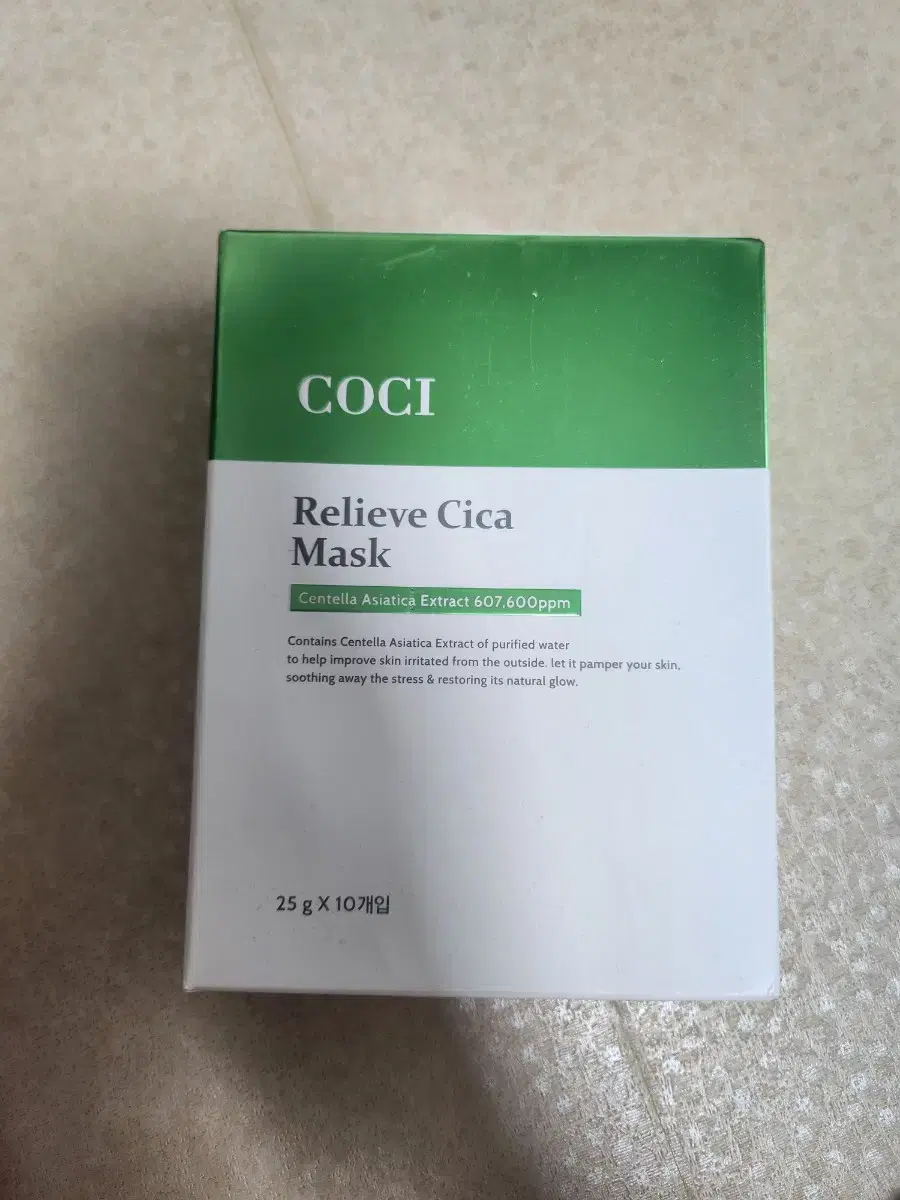 COCI
Relieve Cica
Mask
Centella Asiatica Extract 607,600ppm
Contains Centella Asiatica Extract of purified water
to help improve skin irritated from the outside. let it pamper your skin,
soothing away the stress & restoring its natural glow.
25 g X 10개입